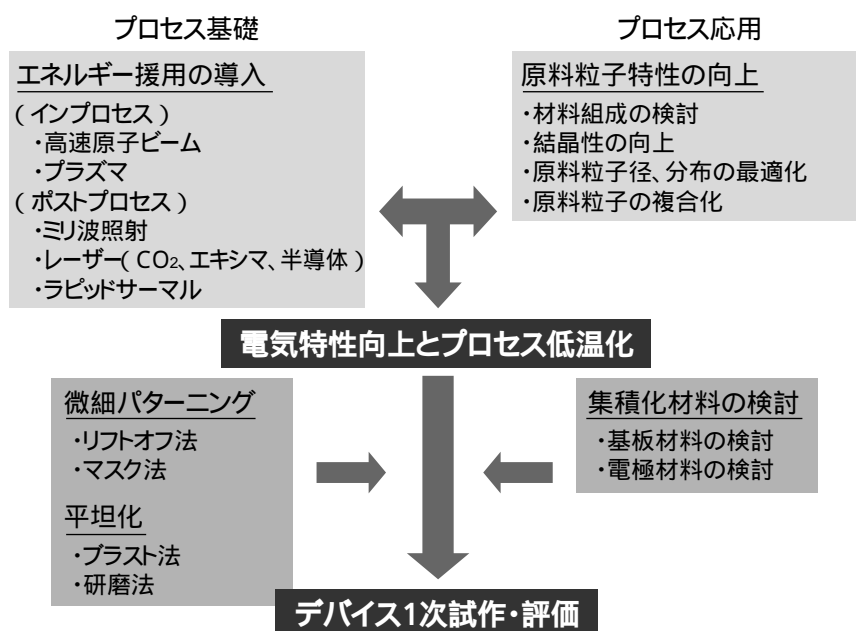 プロセス基礎
エネルギー援用の導入
(インプロセス)
・高速原子ビーム
・プラズマ
(ポストプロセス)
・ミリ波照射
・レーザー(CO₂、エキシマ、半導体)
・ラピッドサーマル
プロセス応用
原料粒子特性の向上
・材料組成の検討
・結晶性の向上
・原料粒子径、分布の最適化
・原料粒子の複合化
電気特性向上とプロセス低温化
微細パターニング
・リフトオフ法
・マスク法
平坦化
・ブラスト法
・研磨法
集積化材料の検討
・基板材料の検討
・電極材料の検討
デバイス1次試作・評価